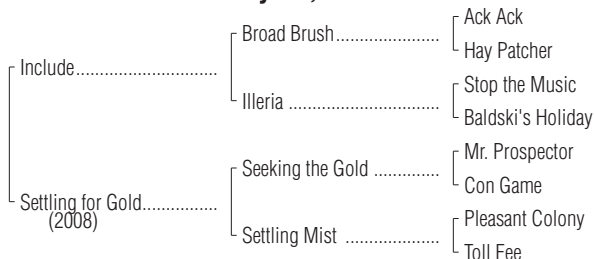 Ack Ack
Broad Brush....................
Hay Patcher
Include.............................
Stop the Music
Illeria ..............................
Baldski's Holiday
Mr. Prospector
Seeking the Gold .............
Con Game
Settling for Gold...............
(2008)
Pleasant Colony
Settling Mist ...................
Toll Fee